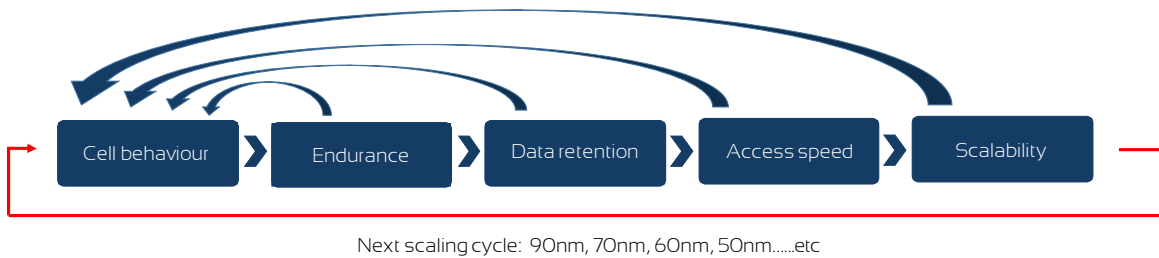 Cell behaviour
Endurance
Data retention
Access speed
Scalability
Next scaling cycle: 90nm, 70nm, 60nm, 50nm......etc